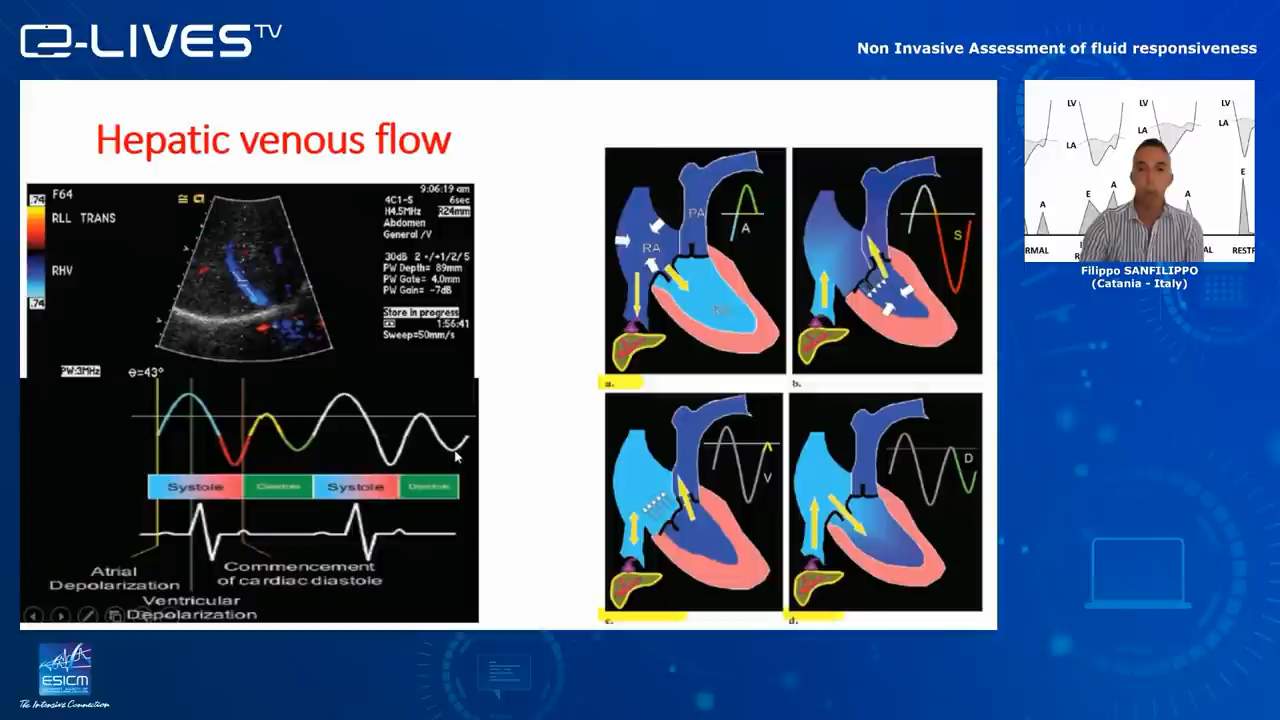 e-LIVES TV
Non Invasive Assessment of fluid responsiveness
Hepatic venous flow
.74
F64
RLL TRANS
RHV
.74
9:06:19 am
4C1-S 6sec
H4.5MHz R24mm
Abdomen
General /V
30dB 2 +/+1/2/5
PW Depth= 89mm
PW Gate= 4.0mm
PW Gain= -7dB
Store in progress
1:56:41
Sweep=50mm/s
PW:3MHz
θ=43°
Systole
Diastole
Systole
Diastole
Atrial
Depolarization
Ventricular
Depolarization
Commencement
of cardiac diastole
PA
RA
A
a.
S
b.
V
c.
D
d.
LV
LV
LV
LA
LA
LA
A
E
A
A
E
RMAL
AL
RESTR
Filippo SANFILIPPO
(Catania - Italy)
ESICM
The Intensive Connection